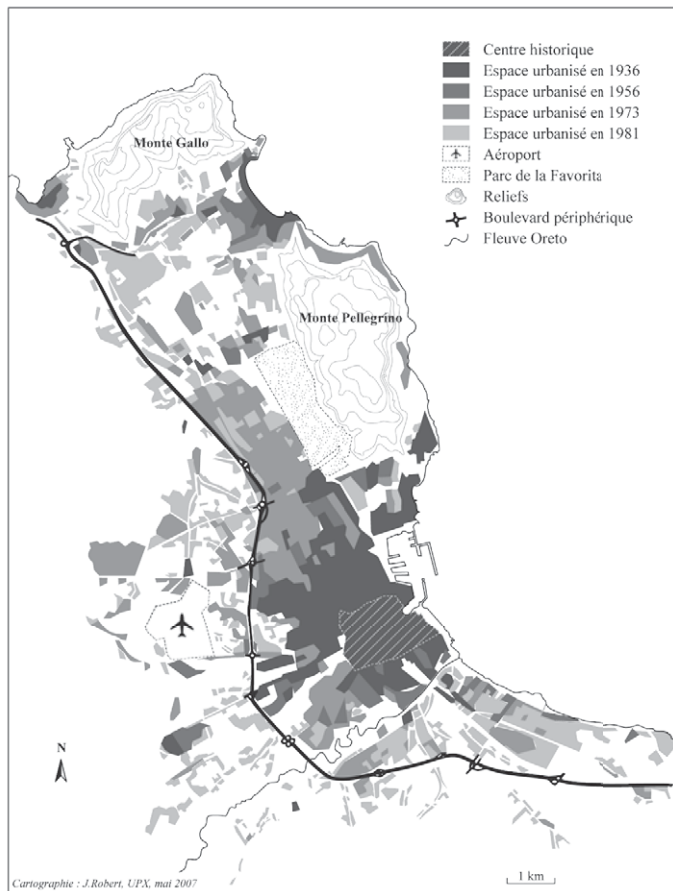 Centre historique
Espace urbanisé en 1936
Espace urbanisé en 1956
Espace urbanisé en 1973
Espace urbanisé en 1981
Aéroport
Parc de la Favorita
Reliefs
Boulevard périphérique
Fleuve Oreto
Monte Gallo
Monte Pellegrino
N
Cartographie : J.Robert, UPX, mai 2007
1 km